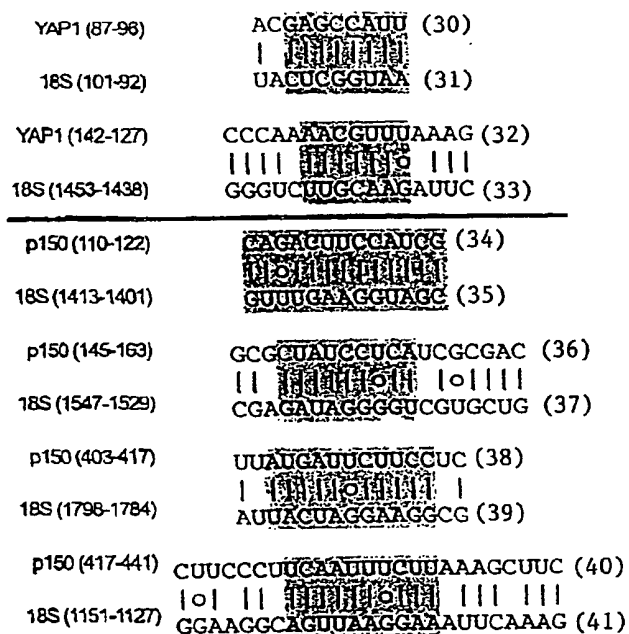 YAP1 (87-96) ACGAGCCAUU (30)
18S (101-92) UACUCGGUAA (31)
YAP1 (142-127) CCCAAAACGUUUAAAG (32)
18S (1453-1438) GGGUCUUGCAAGAUUC (33)
p150 (110-122) CAGACUUCCAUCG (34)
18S (1413-1401) GUUUGAAGGUAGC (35)
p150 (145-163) GCGCUAUCCUCAUCGCGAC (36)
18S (1547-1529) CGAGAUAGGGGUCGUGCUG (37)
p150 (403-417) UUAUGAUUCUUCCUC (38)
18S (1798-1784) AUUACUAGGAAGGCG (39)
p150 (417-441) CUUCCCUUCAAUUUCUUAAAGCUUC (40)
18S (1151-1127) GGAAGGCAGUUAAGGAAAUUCAAAG (41)